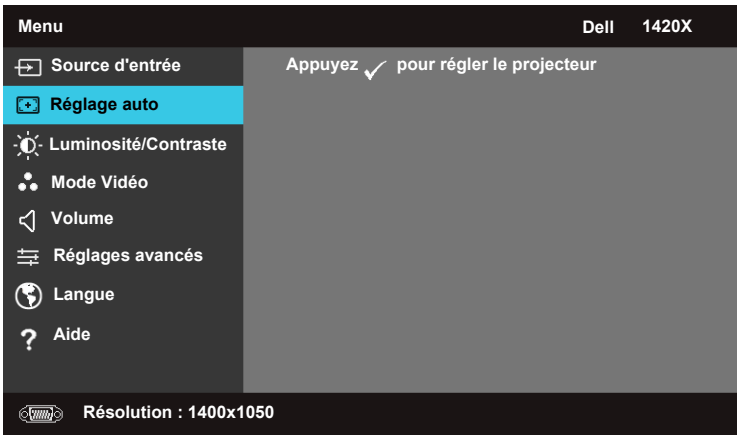 Menu Dell 1420X
Source d'entrée
Appuyez ✓ pour régler le projecteur
Réglage auto
Luminosité/Contraste
Mode Vidéo
Volume
Réglages avancés
Langue
Aide
Résolution : 1400x1050